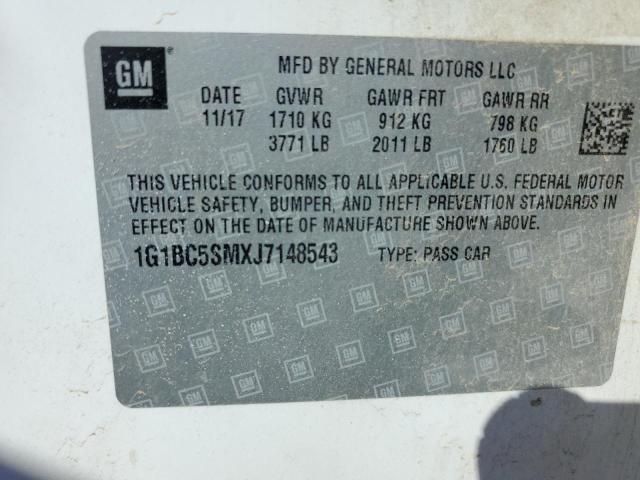 GM
MFD BY GENERAL MOTORS LLC
DATE GVWR GAWR FRT GAWR RR
11/17 1710 KG 912 KG 798 KG
3771 LB 2011 LB 1760 LB
THIS VEHICLE CONFORMS TO ALL APPLICABLE U.S. FEDERAL MOTOR
VEHICLE SAFETY, BUMPER, AND THEFT PREVENTION STANDARDS IN
EFFECT ON THE DATE OF MANUFACTURE SHOWN ABOVE.
1G1BC5SMXJ7148543 TYPE: PASS CAR